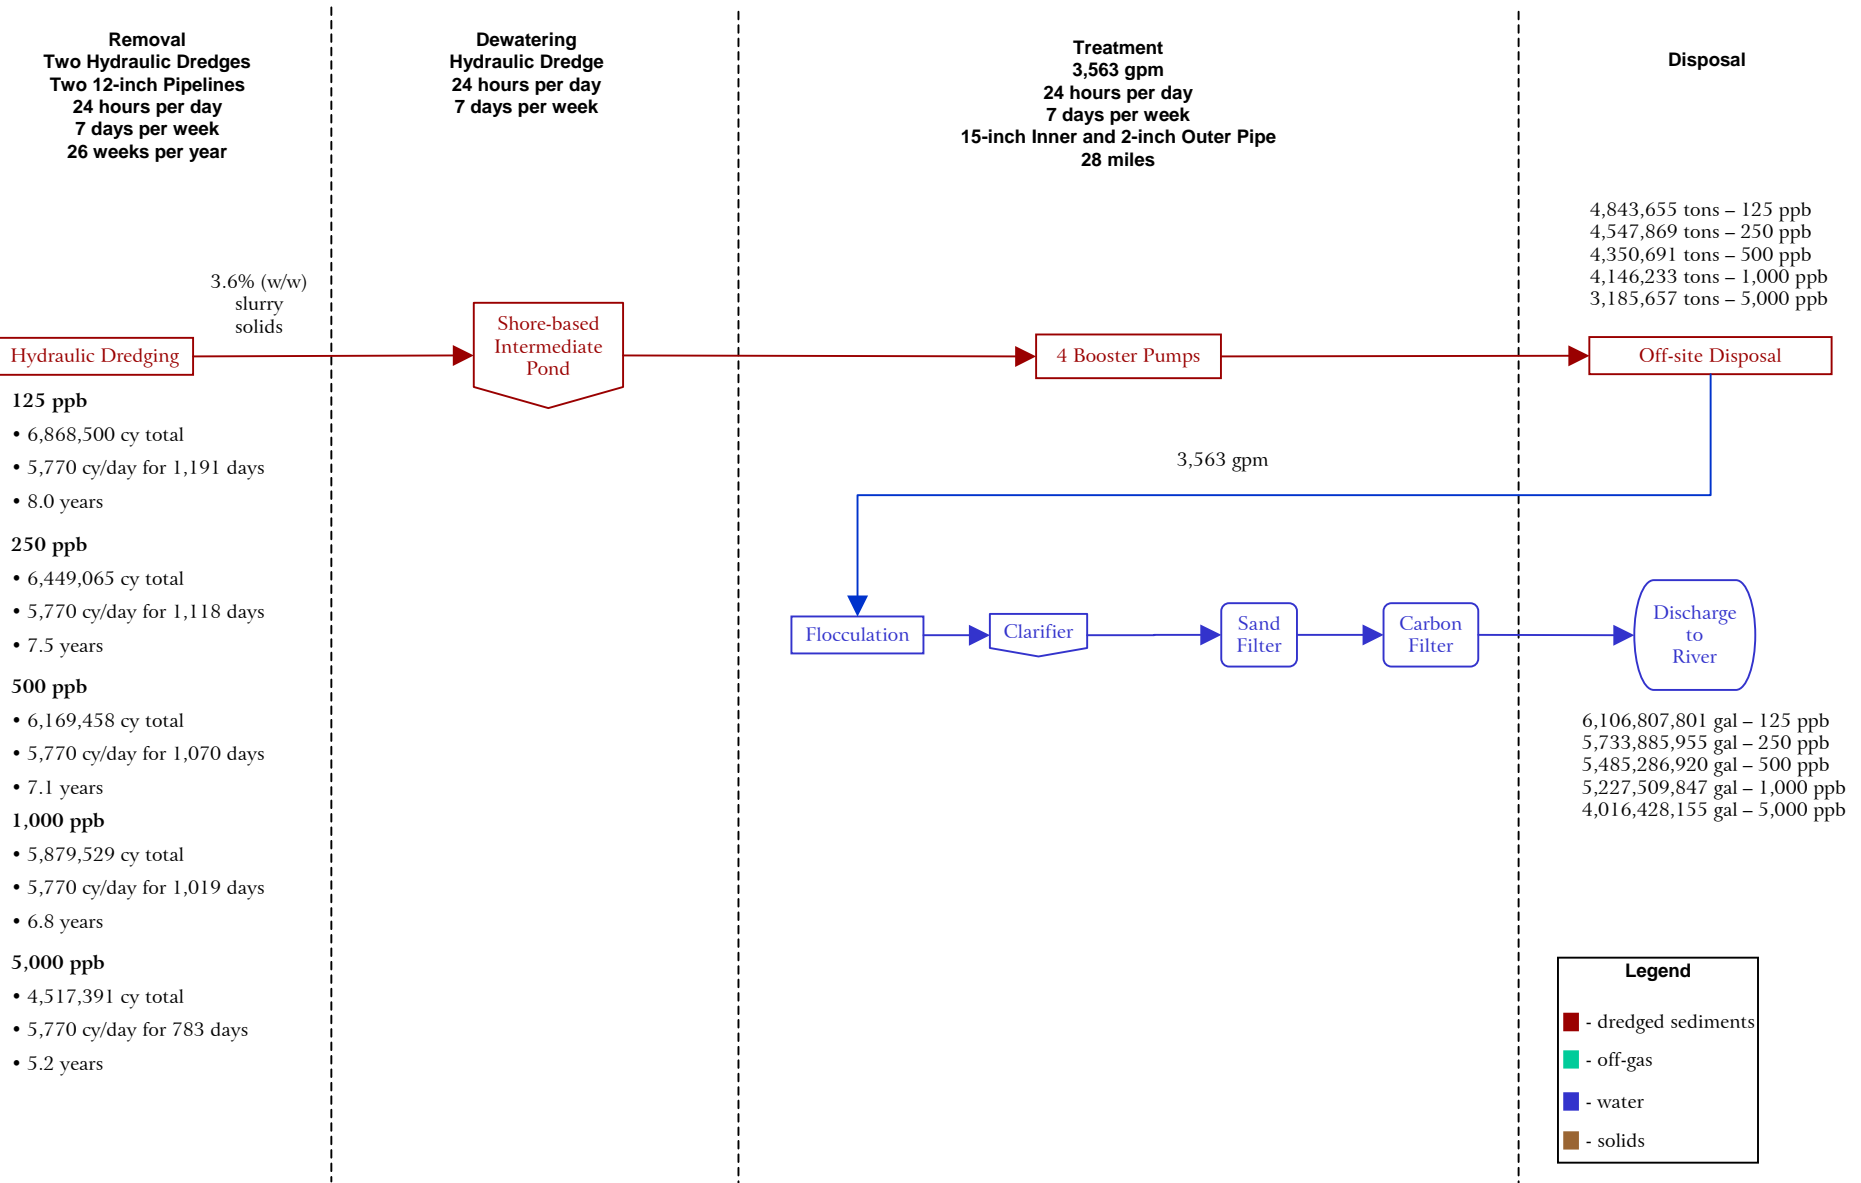 Removal
Two Hydraulic Dredges
Two 12-inch Pipelines
24 hours per day
7 days per week
26 weeks per year
Dewatering
Hydraulic Dredge
24 hours per day
7 days per week
Treatment
3,563 gpm
24 hours per day
7 days per week
15-inch Inner and 2-inch Outer Pipe
28 miles
Disposal
4,843,655 tons – 125 ppb
4,547,869 tons – 250 ppb
4,350,691 tons – 500 ppb
4,146,233 tons – 1,000 ppb
3,185,657 tons – 5,000 ppb
3.6% (w/w)
slurry
solids
Hydraulic Dredging
Shore-based
Intermediate
Pond
4 Booster Pumps
Off-site Disposal
125 ppb
• 6,868,500 cy total
• 5,770 cy/day for 1,191 days
• 8.0 years
250 ppb
• 6,449,065 cy total
• 5,770 cy/day for 1,118 days
• 7.5 years
500 ppb
• 6,169,458 cy total
• 5,770 cy/day for 1,070 days
• 7.1 years
1,000 ppb
• 5,879,529 cy total
• 5,770 cy/day for 1,019 days
• 6.8 years
5,000 ppb
• 4,517,391 cy total
• 5,770 cy/day for 783 days
• 5.2 years
3,563 gpm
Flocculation
Clarifier
Sand
Filter
Carbon
Filter
Discharge
to
River
6,106,807,801 gal – 125 ppb
5,733,885,955 gal – 250 ppb
5,485,286,920 gal – 500 ppb
5,227,509,847 gal – 1,000 ppb
4,016,428,155 gal – 5,000 ppb
Legend
- dredged sediments
- off-gas
- water
- solids